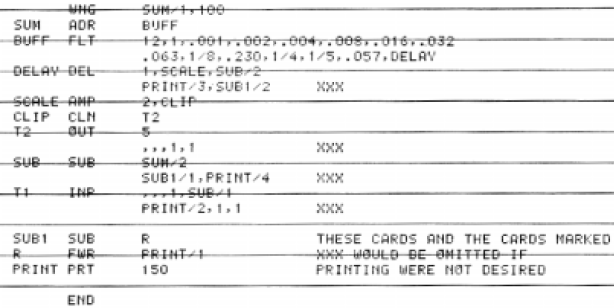 WNG SUM/1,100
SUM ADR BUFF
BUFF FLT 12,1,.001,.002,.004,.008,.016,.032
.063,1/8,.230,1/4,1/5,.057,DELAY
DELAY DEL 1,SCALE,SUB/2
PRINT/3,SUB1/2 XXX
SCALE AMP 2,CLIP
CLIP CLN T2
T2 OUT 5
,,,1,1 XXX
SUB SUB SUM/2
SUB1/1,PRINT/4 XXX
T1 INP ,,,1,SUB/1
PRINT/2,1,1 XXX
SUB1 SUB R THESE CARDS AND THE CARDS MARKED
R FWR PRINT/1 XXX WOULD BE OMITTED IF
PRINT PRT 150 PRINTING WERE NOT DESIRED
END